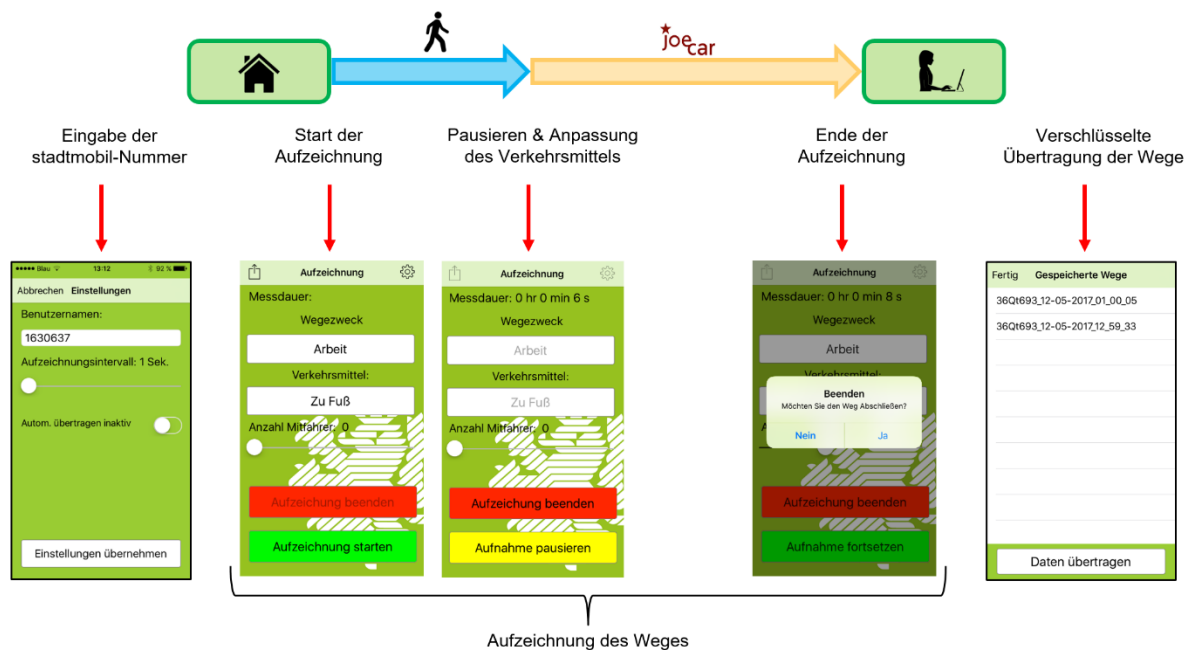 joe car
Eingabe der
stadtmobil-Nummer
Start der
Aufzeichnung
Pausieren & Anpassung
des Verkehrsmittels
Ende der
Aufzeichnung
Verschlüsselte
Übertragung der Wege
Blau 13:12 92 %
Abbrechen Einstellungen
Benutzernamen:
1630637
Aufzeichnungsintervall: 1 Sek.
Autom. übertragen inaktiv
Einstellungen übernehmen
Aufzeichnung
Messdauer:
Wegezweck
Arbeit
Verkehrsmittel:
Zu Fuß
Anzahl Mitfahrer: 0
Aufzeichung beenden
Aufzeichnung starten
Aufzeichnung
Messdauer: 0 hr 0 min 6 s
Wegezweck
Arbeit
Verkehrsmittel:
Zu Fuß
Anzahl Mitfahrer: 0
Aufzeichung beenden
Aufnahme pausieren
Aufzeichnung
Messdauer: 0 hr 0 min 8 s
Wegezweck
Arbeit
Verkehrsmittel:
Beenden
Möchten Sie den Weg Abschließen?
Nein Ja
Aufzeichung beenden
Aufnahme fortsetzen
Fertig Gespeicherte Wege
36Qt693_12-05-2017_01_00_05
36Qt693_12-05-2017_12_59_33
Daten übertragen
Aufzeichnung des Weges